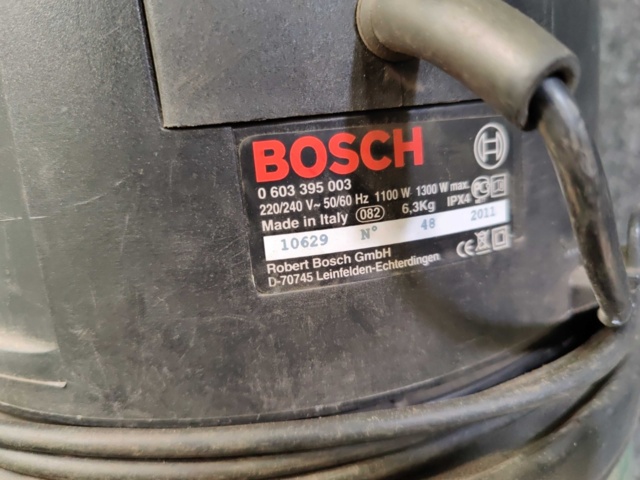 BOSCH
0 603 395 003
220/240 V~ 50/60 Hz 1100 W 1300 W max.
Made in Italy 082 6,3Kg IPX4
10629 N° 48 2011
Robert Bosch GmbH
D-70745 Leinfelden-Echterdingen
CE